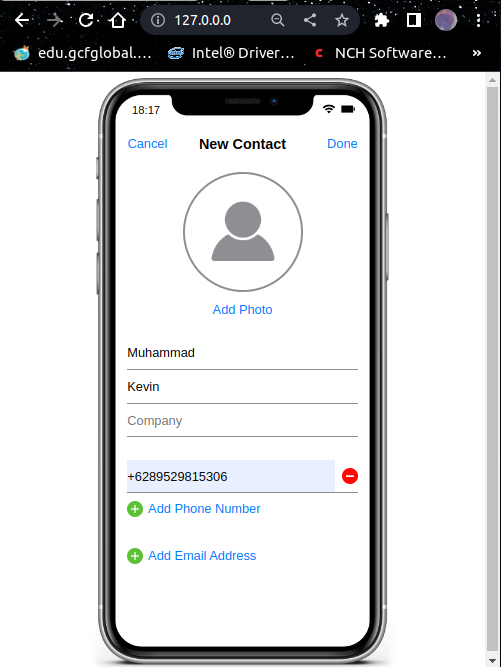 127.0.0.0
edu.gcfglobal.... Intel® Driver... NCH Software... »
18:17
Cancel New Contact Done
Add Photo
Muhammad
Kevin
Company
+6289529815306
Add Phone Number
Add Email Address